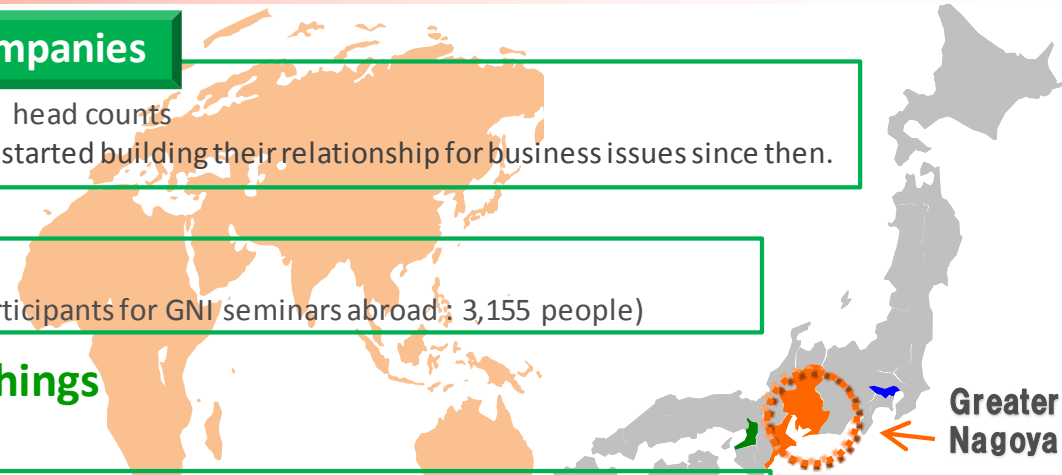 mpanies
head counts
started building their relationship for business issues since then.
rticipants for GNI seminars abroad : 3,155 people)
hings
Greater
Nagoya